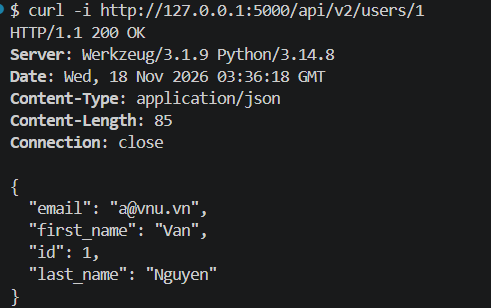 $ curl -i http://127.0.0.1:5000/api/v2/users/1
HTTP/1.1 200 OK
Server: Werkzeug/3.1.9 Python/3.14.8
Date: Wed, 18 Nov 2026 03:36:18 GMT
Content-Type: application/json
Content-Length: 85
Connection: close

{
  "email": "a@vnu.vn",
  "first_name": "Van",
  "id": 1,
  "last_name": "Nguyen"
}